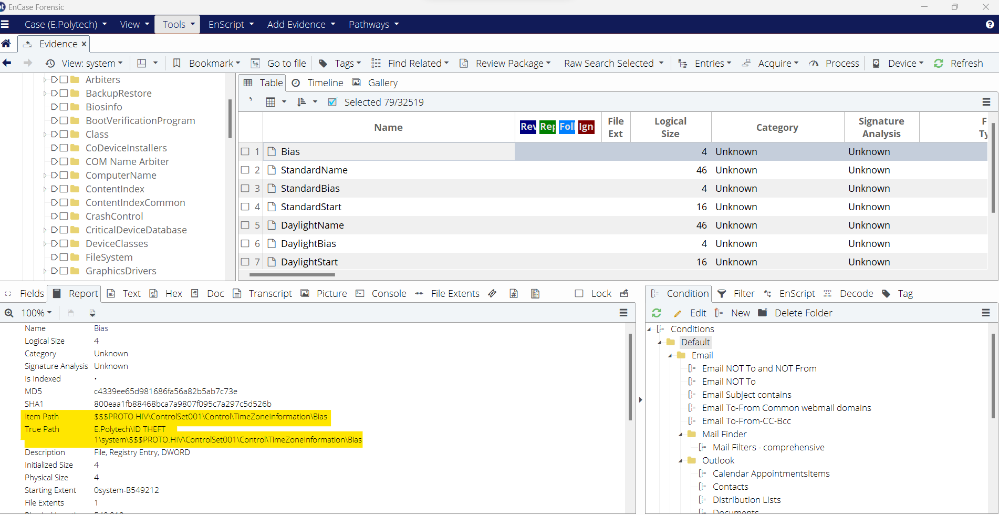 EnCase Forensic
Case (E.Polytech) View Tools EnScript Add Evidence Pathways
Evidence
View: system Bookmark Go to file Tags Find Related Review Package Raw Search Selected Entries Acquire Process Device Refresh
Arbiters
BackupRestore
Biosinfo
BootVerificationProgram
Class
CoDeviceInstallers
COM Name Arbiter
ComputerName
ContentIndex
ContentIndexCommon
CrashControl
CriticalDeviceDatabase
DeviceClasses
FileSystem
GraphicsDrivers
Table Timeline Gallery
Selected 79/32519
Name Rev Rep Foll Ign File Ext Logical Size Category Signature Analysis F Ty
1 Bias 4 Unknown Unknown
2 StandardName 46 Unknown Unknown
3 StandardBias 4 Unknown Unknown
4 StandardStart 16 Unknown Unknown
5 DaylightName 46 Unknown Unknown
6 DaylightBias 4 Unknown Unknown
7 DaylightStart 16 Unknown Unknown
Fields Report Text Hex Doc Transcript Picture Console File Extents Lock
100%
Name Bias
Logical Size 4
Category Unknown
Signature Analysis Unknown
Is Indexed •
MD5 c4339ee65d981686fa56a82b5ab7c73e
SHA1 800eaa1fb88468bca7a9807f095c7a297c5d526b
Item Path $$$PROTO.HIV\ControlSet001\Control\TimeZoneInformation\Bias
True Path E.Polytech\ID THEFT
1\system\$$$PROTO.HIV\ControlSet001\Control\TimeZoneInformation\Bias
Description File, Registry Entry, DWORD
Initialized Size 4
Physical Size 4
Starting Extent 0system-B549212
File Extents 1
Condition Filter EnScript Decode Tag
Edit New Delete Folder
Conditions
Default
Email
Email NOT To and NOT From
Email NOT To
Email Subject contains
Email To-From Common webmail domains
Email To-From-CC-Bcc
Mail Finder
Mail Filters - comprehensive
Outlook
Calendar AppointmentsItems
Contacts
Distribution Lists
Documents